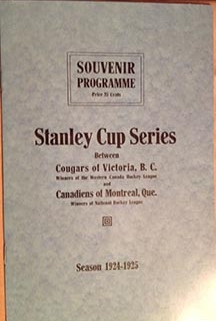 SOUVENIR
PROGRAMME
Price 25 Cents
Stanley Cup Series
Between
Cougars of Victoria, B. C.
Winners of the Western Canada Hockey League
and
Canadiens of Montreal, Que.
Winners of National Hockey League
Season 1924-1925